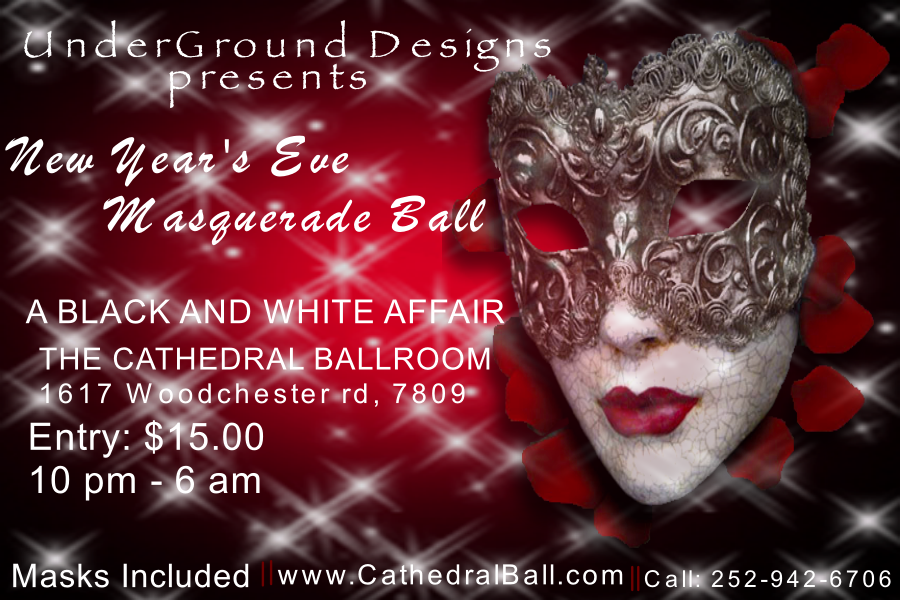 UnderGround Designs
presents
New Year's Eve
Masquerade Ball
A BLACK AND WHITE AFFAIR
THE CATHEDRAL BALLROOM
1617 Woodchester rd, 7809
Entry: $15.00
10 pm - 6 am
Masks Included || www.CathedralBall.com || Call: 252-942-6706